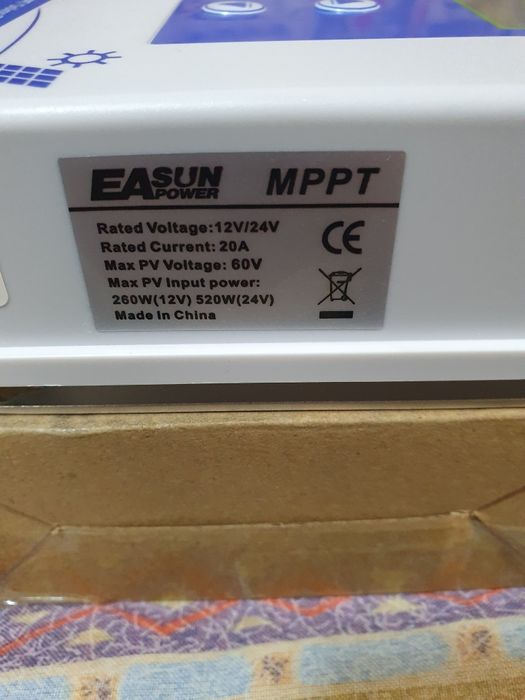 EASUN POWER MPPT
Rated Voltage:12V/24V
Rated Current: 20A
Max PV Voltage: 60V
Max PV Input power:
260W(12V) 520W(24V)
Made In China
CE